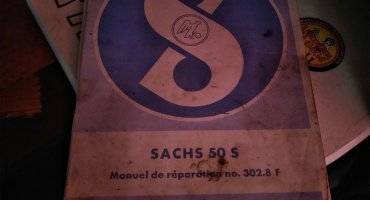 SACHS 50 S
Manuel de réparation no. 302.8 F